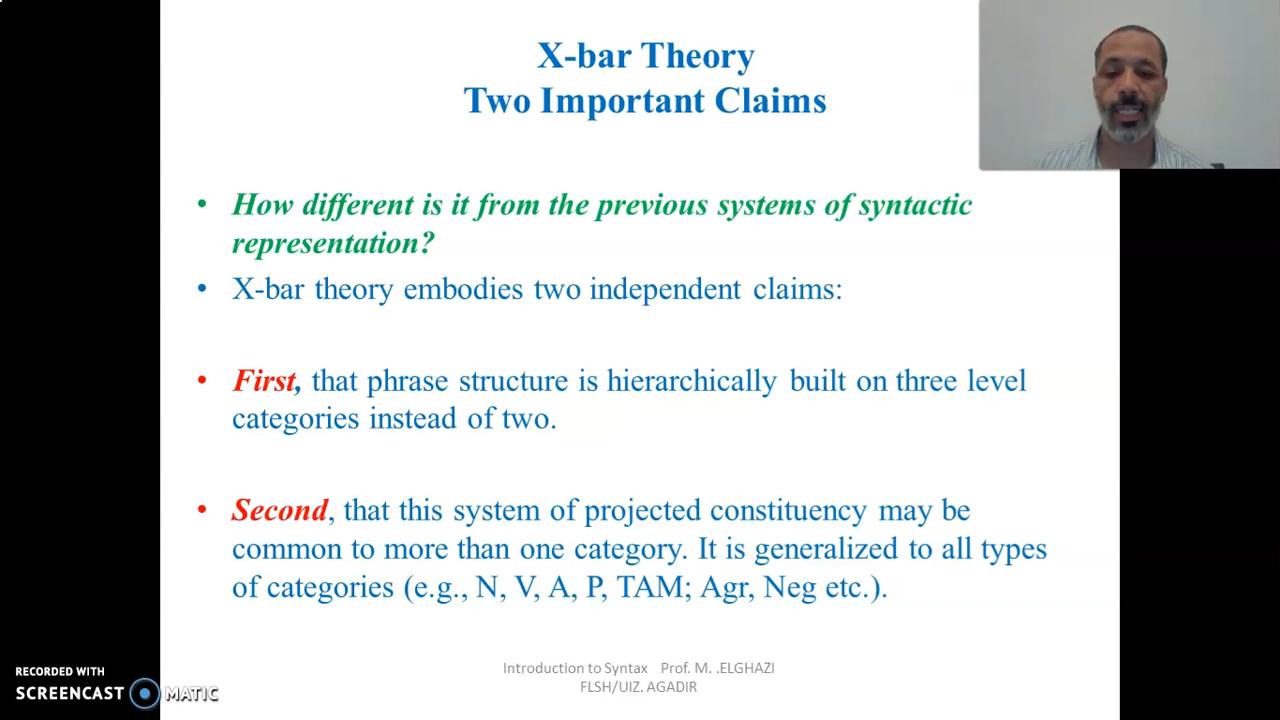 X-bar Theory
Two Important Claims
• How different is it from the previous systems of syntactic
representation?
• X-bar theory embodies two independent claims:
• First, that phrase structure is hierarchically built on three level
categories instead of two.
• Second, that this system of projected constituency may be
common to more than one category. It is generalized to all types
of categories (e.g., N, V, A, P, TAM; Agr, Neg etc.).
Introduction to Syntax Prof. M. .ELGHAZI
FLSH/UIZ. AGADIR
RECORDED WITH
SCREENCAST MATIC